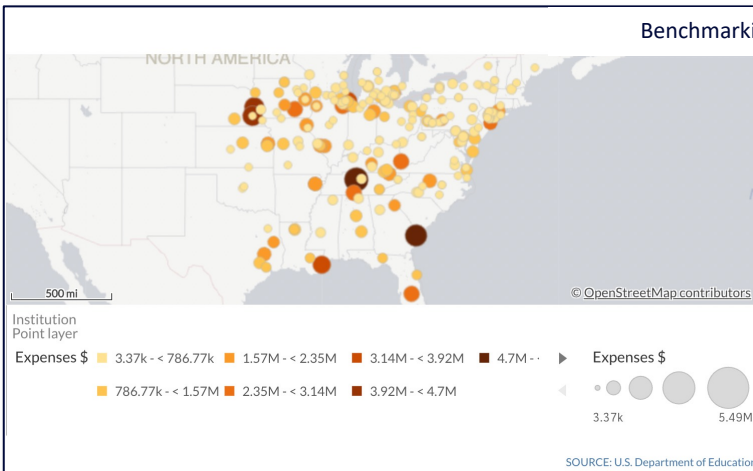 Benchmarki
NORTH AMERICA
500 mi
© OpenStreetMap contributors
Institution
Point layer
Expenses $ 3.37k - < 786.77k 1.57M - < 2.35M 3.14M - < 3.92M 4.7M - · Expenses $
786.77k - < 1.57M 2.35M - < 3.14M 3.92M - < 4.7M
3.37k 5.49M
SOURCE: U.S. Department of Education